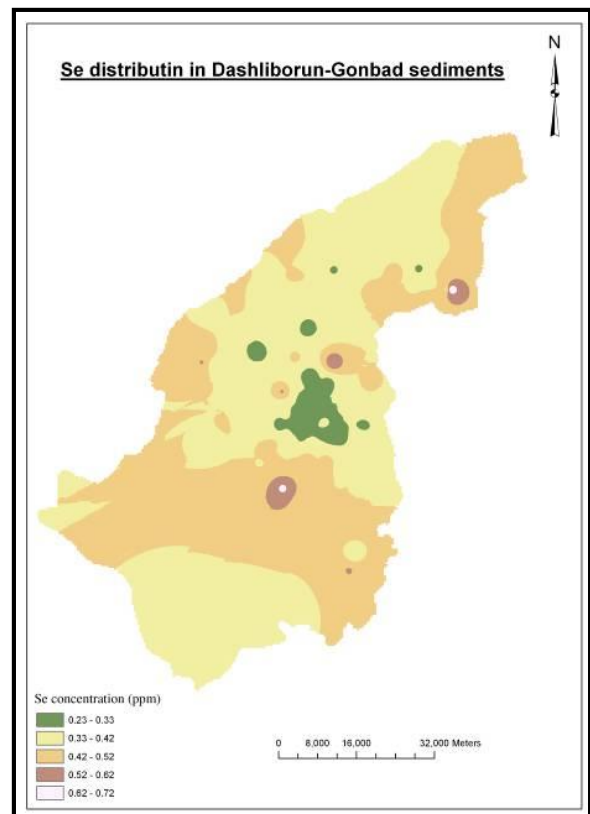 N
Se distributin in Dashliborun-Gonbad sediments
Se concentration (ppm)
0.23 - 0.33
0.33 - 0.42
0.42 - 0.52
0.52 - 0.62
0.62 - 0.72
0 8,000 16,000 32,000 Meters